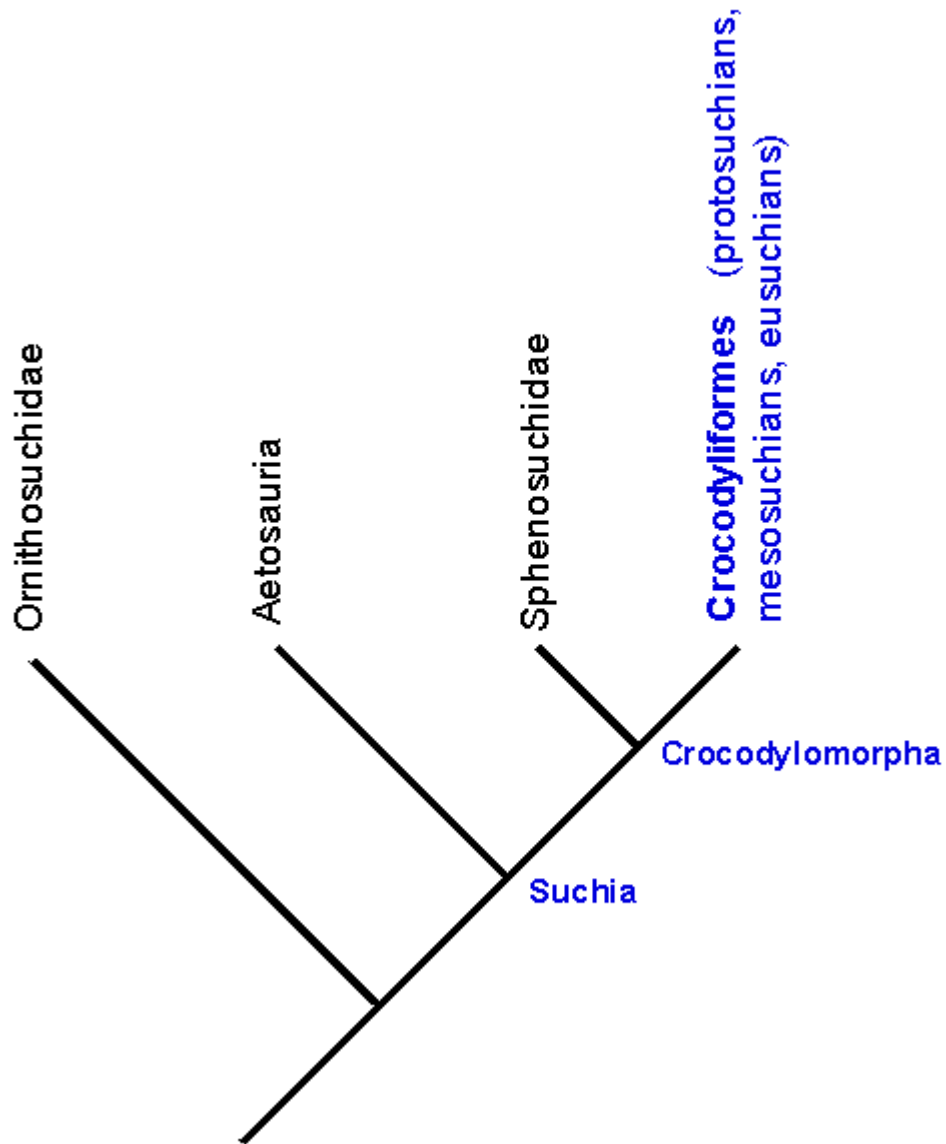 Ornithosuchidae
Aetosauria
Sphenosuchidae
Crocodyliformes (protosuchians,
mesosuchians, eusuchians)
Crocodylomorpha
Suchia